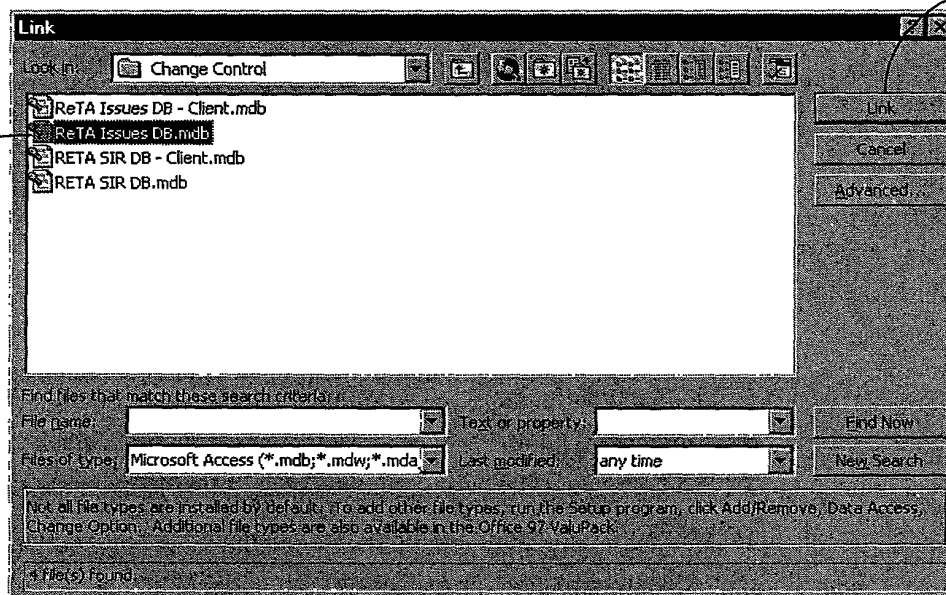 Link
Look in: Change Control
ReTA Issues DB - Client.mdb
ReTA Issues DB.mdb
RETA SIR DB - Client.mdb
RETA SIR DB.mdb
Link
Cancel
Advanced...
Find files that match these search criteria:
File name: Text or property: Find Now
Files of type: Microsoft Access (*.mdb;*.mdw;*.mda Last modified: any time New Search
Not all file types are installed by default. To add other file types, run the Setup program, click Add/Remove, Data Access,
Change Option. Additional file types are also available in the Office 97 ValuPack.
4 file(s) found.